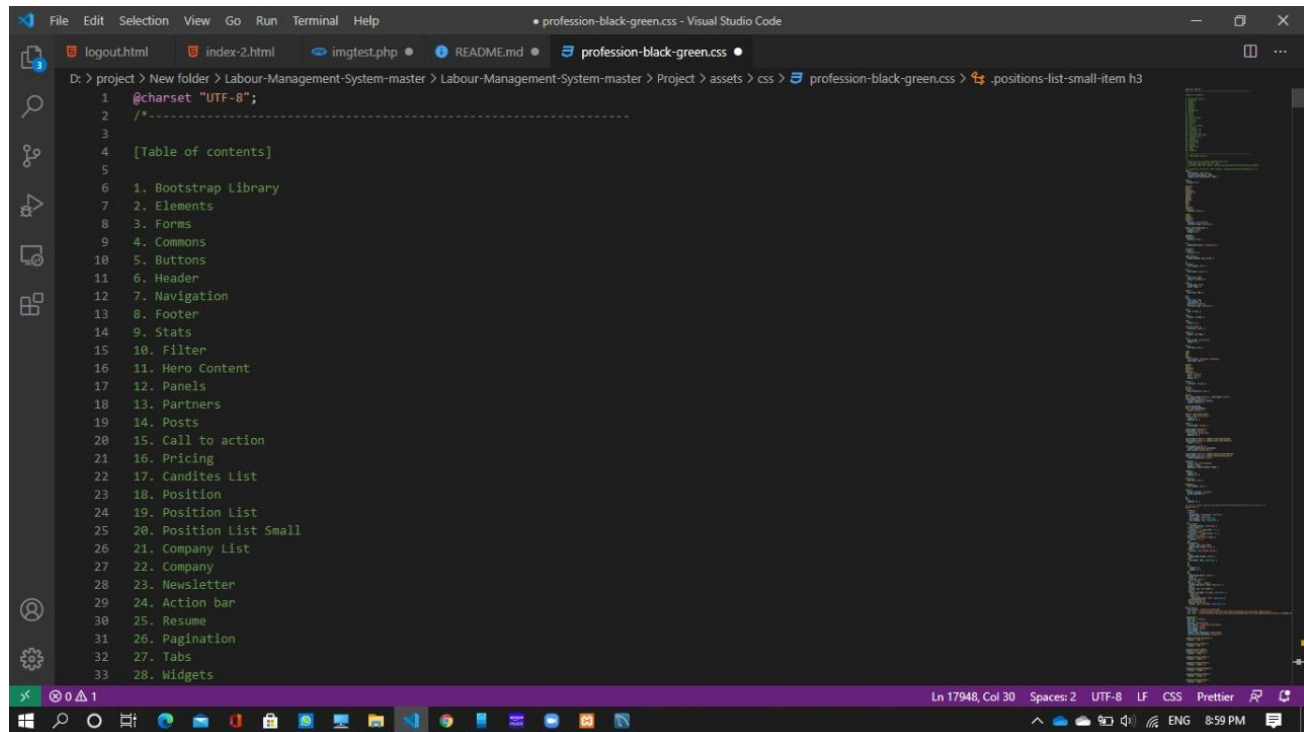 File Edit Selection View Go Run Terminal Help
● profession-black-green.css - Visual Studio Code
logout.html index-2.html imgtest.php ● README.md ● profession-black-green.css ●
D: > project > New folder > Labour-Management-System-master > Labour-Management-System-master > Project > assets > css > profession-black-green.css > .positions-list-small-item h3
3
1 @charset "UTF-8";
2 /*------------------------------------------------------------------
3
4 [Table of contents]
5
6 1. Bootstrap Library
7 2. Elements
8 3. Forms
9 4. Commons
10 5. Buttons
11 6. Header
12 7. Navigation
13 8. Footer
14 9. Stats
15 10. Filter
16 11. Hero Content
17 12. Panels
18 13. Partners
19 14. Posts
20 15. Call to action
21 16. Pricing
22 17. Candites List
23 18. Position
24 19. Position List
25 20. Position List Small
26 21. Company List
27 22. Company
28 23. Newsletter
29 24. Action bar
30 25. Resume
31 26. Pagination
32 27. Tabs
33 28. Widgets
0 1 Ln 17948, Col 30 Spaces: 2 UTF-8 LF CSS Prettier
ENG 8:59 PM